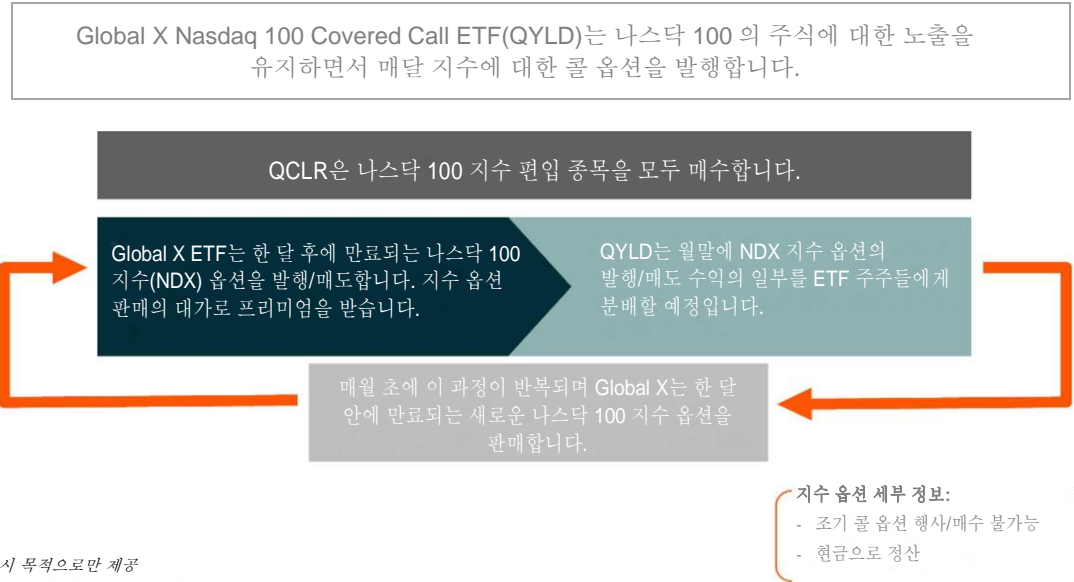 Global X Nasdaq 100 Covered Call ETF(QYLD)는 나스닥 100 의 주식에 대한 노출을
유지하면서 매달 지수에 대한 콜 옵션을 발행합니다.
QCLR은 나스닥 100 지수 편입 종목을 모두 매수합니다.
Global X ETF는 한 달 후에 만료되는 나스닥 100
지수(NDX) 옵션을 발행/매도합니다. 지수 옵션
판매의 대가로 프리미엄을 받습니다.
QYLD는 월말에 NDX 지수 옵션의
발행/매도 수익의 일부를 ETF 주주들에게
분배할 예정입니다.
매월 초에 이 과정이 반복되며 Global X는 한 달
안에 만료되는 새로운 나스닥 100 지수 옵션을
판매합니다.
지수 옵션 세부 정보:
- 조기 콜 옵션 행사/매수 불가능
- 현금으로 정산
시 목적으로만 제공